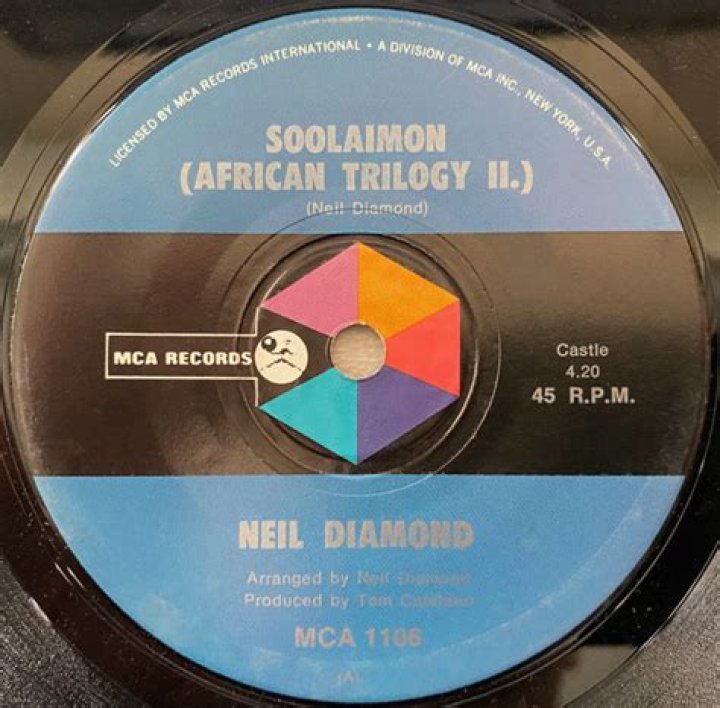 LICENSED BY MCA RECORDS INTERNATIONAL • A DIVISION OF MCA INC., NEW YORK, U.S.A.
SOOLAIMON
(AFRICAN TRILOGY II.)
(Neil Diamond)
MCA RECORDS
Castle
4.20
45 R.P.M.
NEIL DIAMOND
Arranged by Neil Diamond
Produced by Tom Catalano
MCA 1106
(A)